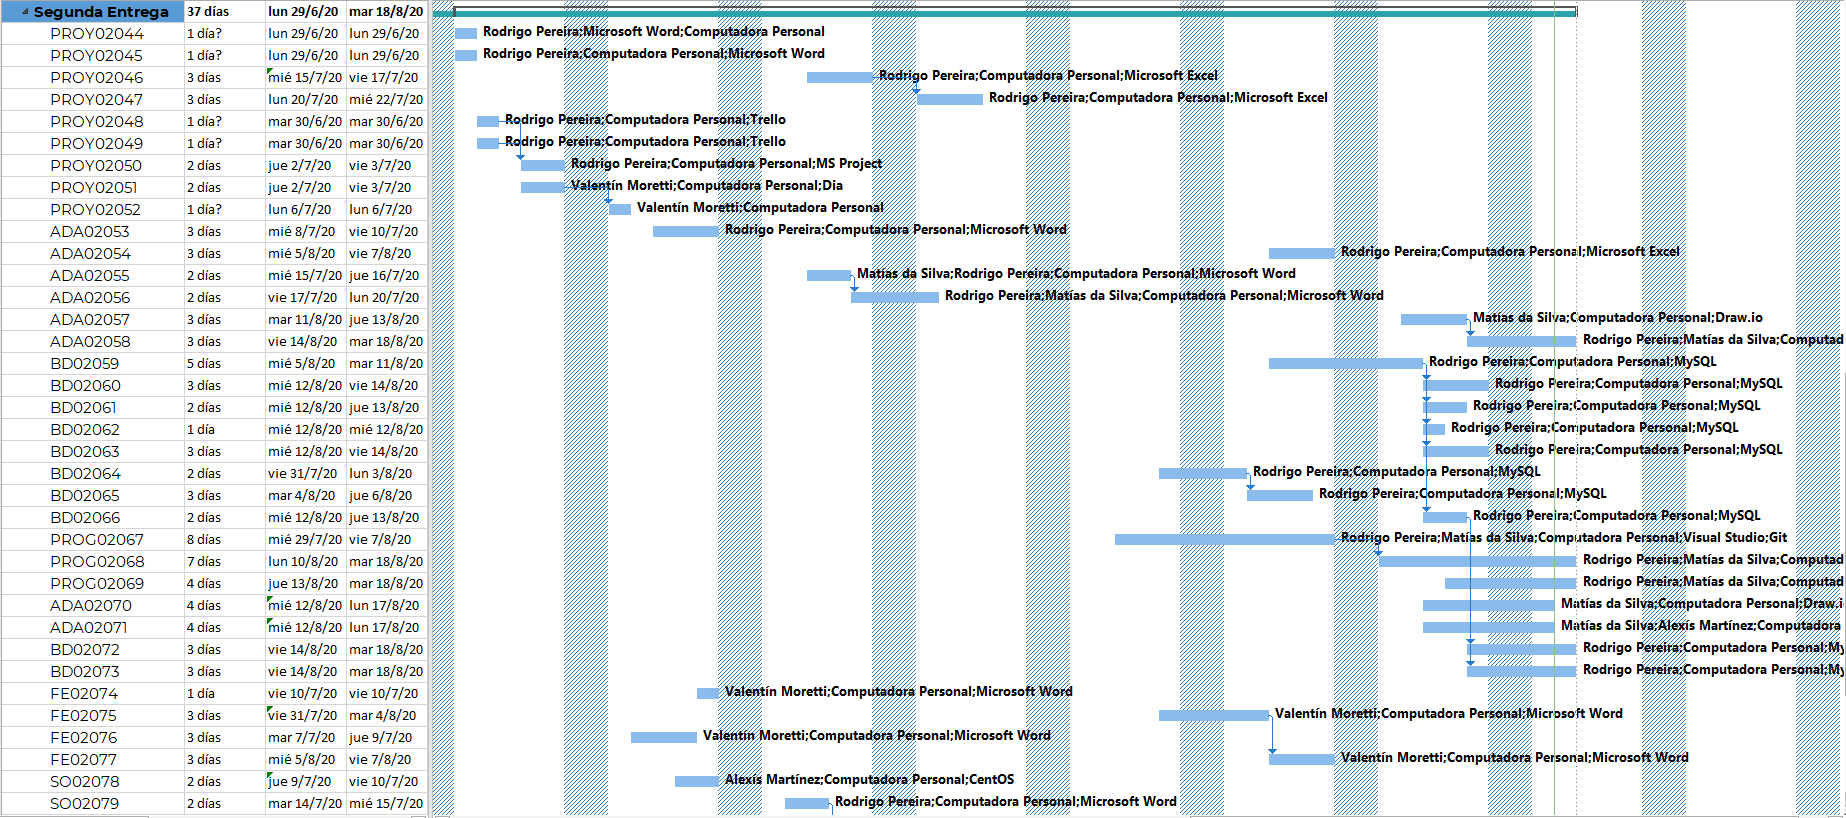 Segunda Entrega 37 días lun 29/6/20 mar 18/8/20
PROY02044 1 día? lun 29/6/20 lun 29/6/20 Rodrigo Pereira;Microsoft Word;Computadora Personal
PROY02045 1 día? lun 29/6/20 lun 29/6/20 Rodrigo Pereira;Computadora Personal;Microsoft Word
PROY02046 3 días mié 15/7/20 vie 17/7/20 Rodrigo Pereira;Computadora Personal;Microsoft Excel
PROY02047 3 días lun 20/7/20 mié 22/7/20 Rodrigo Pereira;Computadora Personal;Microsoft Excel
PROY02048 1 día? mar 30/6/20 mar 30/6/20 Rodrigo Pereira;Computadora Personal;Trello
PROY02049 1 día? mar 30/6/20 mar 30/6/20 Rodrigo Pereira;Computadora Personal;Trello
PROY02050 2 días jue 2/7/20 vie 3/7/20 Rodrigo Pereira;Computadora Personal;MS Project
PROY02051 2 días jue 2/7/20 vie 3/7/20 Valentín Moretti;Computadora Personal;Dia
PROY02052 1 día? lun 6/7/20 lun 6/7/20 Valentín Moretti;Computadora Personal
ADA02053 3 días mié 8/7/20 vie 10/7/20 Rodrigo Pereira;Computadora Personal;Microsoft Word
ADA02054 3 días mié 5/8/20 vie 7/8/20 Rodrigo Pereira;Computadora Personal;Microsoft Excel
ADA02055 2 días mié 15/7/20 jue 16/7/20 Matías da Silva;Rodrigo Pereira;Computadora Personal;Microsoft Word
ADA02056 2 días vie 17/7/20 lun 20/7/20 Rodrigo Pereira;Matías da Silva;Computadora Personal;Microsoft Word
ADA02057 3 días mar 11/8/20 jue 13/8/20 Matías da Silva;Computadora Personal;Draw.io
ADA02058 3 días vie 14/8/20 mar 18/8/20 Rodrigo Pereira;Matías da Silva;Computad
BD02059 5 días mié 5/8/20 mar 11/8/20 Rodrigo Pereira;Computadora Personal;MySQL
BD02060 3 días mié 12/8/20 vie 14/8/20 Rodrigo Pereira;Computadora Personal;MySQL
BD02061 2 días mié 12/8/20 jue 13/8/20 Rodrigo Pereira;Computadora Personal;MySQL
BD02062 1 día mié 12/8/20 mié 12/8/20 Rodrigo Pereira;Computadora Personal;MySQL
BD02063 3 días mié 12/8/20 vie 14/8/20 Rodrigo Pereira;Computadora Personal;MySQL
BD02064 2 días vie 31/7/20 lun 3/8/20 Rodrigo Pereira;Computadora Personal;MySQL
BD02065 3 días mar 4/8/20 jue 6/8/20 Rodrigo Pereira;Computadora Personal;MySQL
BD02066 2 días mié 12/8/20 jue 13/8/20 Rodrigo Pereira;Computadora Personal;MySQL
PROG02067 8 días mié 29/7/20 vie 7/8/20 Rodrigo Pereira;Matías da Silva;Computadora Personal;Visual Studio;Git
PROG02068 7 días lun 10/8/20 mar 18/8/20 Rodrigo Pereira;Matías da Silva;Computad
PROG02069 4 días jue 13/8/20 mar 18/8/20 Rodrigo Pereira;Matías da Silva;Computad
ADA02070 4 días mié 12/8/20 lun 17/8/20 Matías da Silva;Computadora Personal;Draw.i
ADA02071 4 días mié 12/8/20 lun 17/8/20 Matías da Silva;Alexís Martínez;Computadora
BD02072 3 días vie 14/8/20 mar 18/8/20 Rodrigo Pereira;Computadora Personal;My
BD02073 3 días vie 14/8/20 mar 18/8/20 Rodrigo Pereira;Computadora Personal;My
FE02074 1 día vie 10/7/20 vie 10/7/20 Valentín Moretti;Computadora Personal;Microsoft Word
FE02075 3 días vie 31/7/20 mar 4/8/20 Valentín Moretti;Computadora Personal;Microsoft Word
FE02076 3 días mar 7/7/20 jue 9/7/20 Valentín Moretti;Computadora Personal;Microsoft Word
FE02077 3 días mié 5/8/20 vie 7/8/20 Valentín Moretti;Computadora Personal;Microsoft Word
SO02078 2 días jue 9/7/20 vie 10/7/20 Alexís Martínez;Computadora Personal;CentOS
SO02079 2 días mar 14/7/20 mié 15/7/20 Rodrigo Pereira;Computadora Personal;Microsoft Word